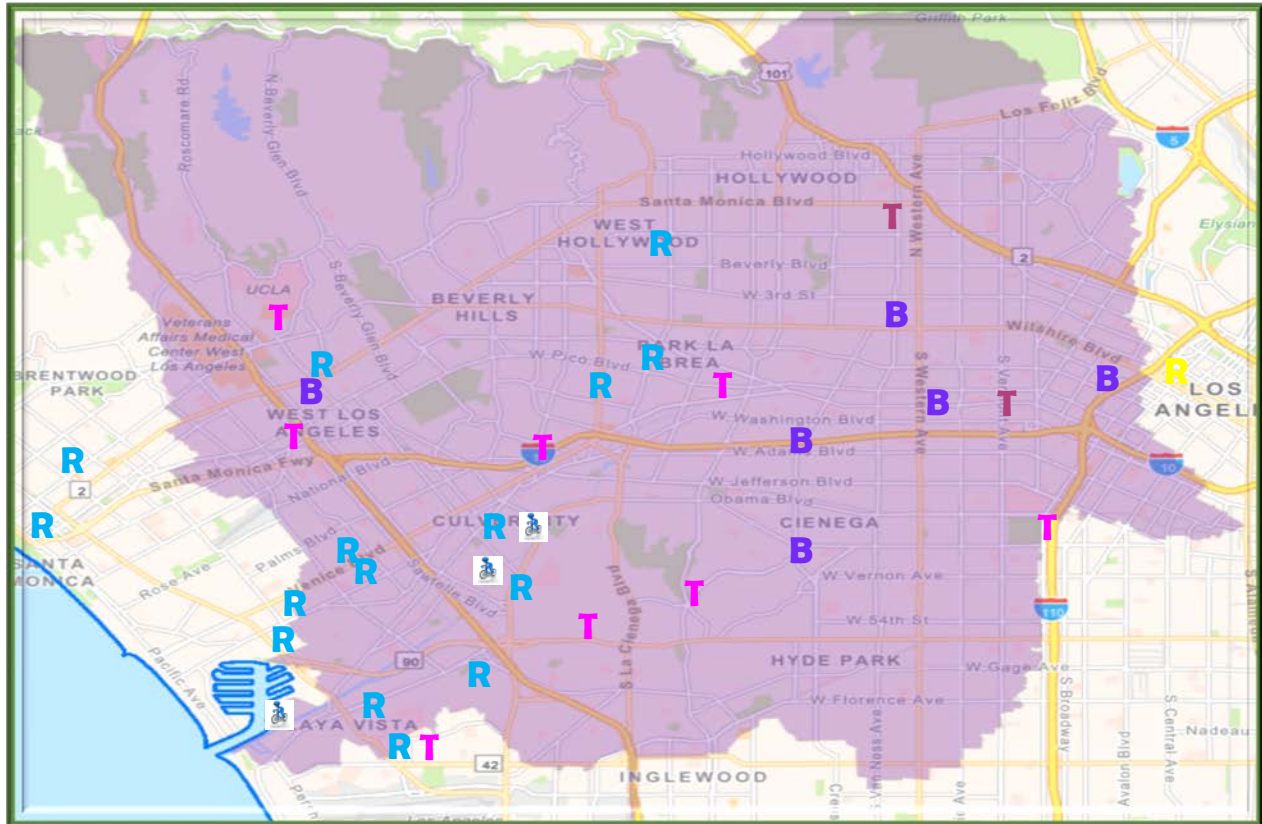 Griffith Park
101
Los Feliz Blvd
5
ack
Roscomare Rd
N Beverly Glen Blvd
Hollywood Blvd
HOLLYWOOD
N Western Ave
Santa Monica Blvd
T
WEST
HOLLYWOOD
R
Elysian
2
Beverly Blvd
UCLA
S Beverly Glen Blvd
W 3rd St
BEVERLY
HILLS
T
B
Veterans
Affairs Medical
Center West
Los Angeles
Wilshire Blvd
PARK LA
BREA
W Pico Blvd
R
R
R
BRENTWOOD
PARK
B
R
T
B
R
LOS
ANGEL
S Western Ave
S Vermont Ave
B
T
WEST LOS
ANGELES
T
W Washington Blvd
T
B
W Adams Blvd
R
2
Santa Monica Fwy
National Blvd
10
W Jefferson Blvd
Obama Blvd
R
CULVER CITY
R
CIENEGA
T
SANTA
MONICA
Rose Ave
Palms Blvd
Venice Blvd
R
R
Sawtelle Blvd
R
B
W Vernon Ave
S La Cienega Blvd
T
R
110
S Alameda
T
W 54th St
R
90
HYDE PARK
W Gage Ave
Pacific Ave
R
R
W Florence Ave
S Broadway
S Central Ave
AYA VISTA
R
T
42
INGLEWOOD
Van Ness Ave
Avalon Blvd
Nadeau
Los Angeles